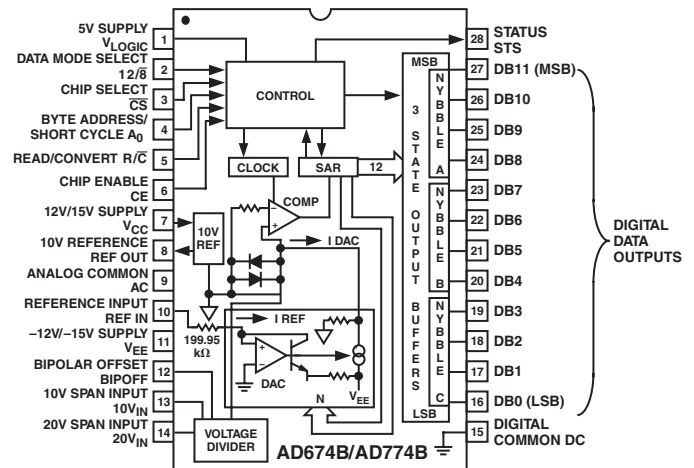 5V SUPPLY
VLOGIC
1
DATA MODE SELECT
12/8̅
2
CHIP SELECT
C̅S̅
3
BYTE ADDRESS/
SHORT CYCLE A0
4
READ/CONVERT R/C̅
5
CHIP ENABLE
CE
6
12V/15V SUPPLY
VCC
7
10V REFERENCE
REF OUT
8
ANALOG COMMON
AC
9
REFERENCE INPUT
REF IN
10
–12V/–15V SUPPLY
VEE
11
BIPOLAR OFFSET
BIPOFF
12
10V SPAN INPUT
10VIN
13
20V SPAN INPUT
20VIN
14
CONTROL
CLOCK
SAR
12
COMP
–
+
10V
REF
I DAC
I REF
199.95
kΩ
+
–
DAC
VEE
N
VOLTAGE
DIVIDER
AD674B/AD774B
MSB
3 STATE OUTPUT BUFFERS
LSB
NYBBLE A
NYBBLE B
NYBBLE C
28
STATUS
STS
27
DB11 (MSB)
26
DB10
25
DB9
24
DB8
23
DB7
22
DB6
21
DB5
20
DB4
19
DB3
18
DB2
17
DB1
16
DB0 (LSB)
15
DIGITAL
COMMON DC
DIGITAL
DATA
OUTPUTS